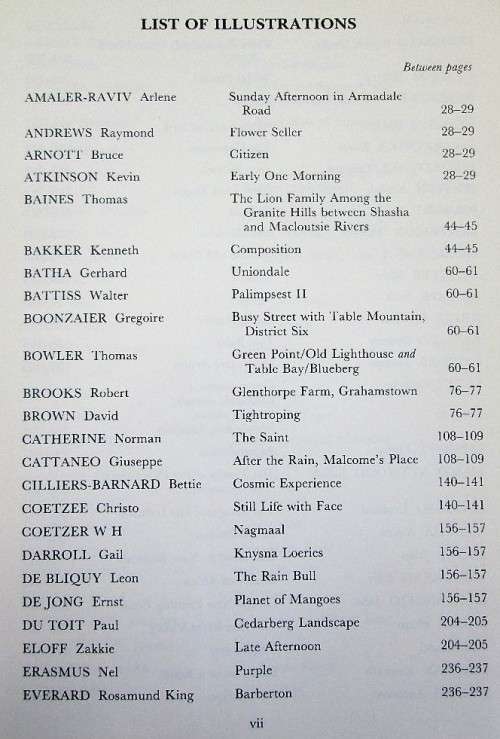 LIST OF ILLUSTRATIONS
Between pages
AMALER-RAVIV Arlene Sunday Afternoon in Armadale
Road 28–29
ANDREWS Raymond Flower Seller 28–29
ARNOTT Bruce Citizen 28–29
ATKINSON Kevin Early One Morning 28–29
BAINES Thomas The Lion Family Among the
Granite Hills between Shasha
and Macloutsie Rivers 44–45
BAKKER Kenneth Composition 44–45
BATHA Gerhard Uniondale 60–61
BATTISS Walter Palimpsest II 60–61
BOONZAIER Gregoire Busy Street with Table Mountain,
District Six 60–61
BOWLER Thomas Green Point/Old Lighthouse and
Table Bay/Blueberg 60–61
BROOKS Robert Glenthorpe Farm, Grahamstown 76–77
BROWN David Tightroping 76–77
CATHERINE Norman The Saint 108–109
CATTANEO Giuseppe After the Rain, Malcome's Place 108–109
CILLIERS-BARNARD Bettie Cosmic Experience 140–141
COETZEE Christo Still Life with Face 140–141
COETZER W H Nagmaal 156–157
DARROLL Gail Knysna Loeries 156–157
DE BLIQUY Leon The Rain Bull 156–157
DE JONG Ernst Planet of Mangoes 156–157
DU TOIT Paul Cedarberg Landscape 204–205
ELOFF Zakkie Late Afternoon 204–205
ERASMUS Nel Purple 236–237
EVERARD Rosamund King Barberton 236–237
vii